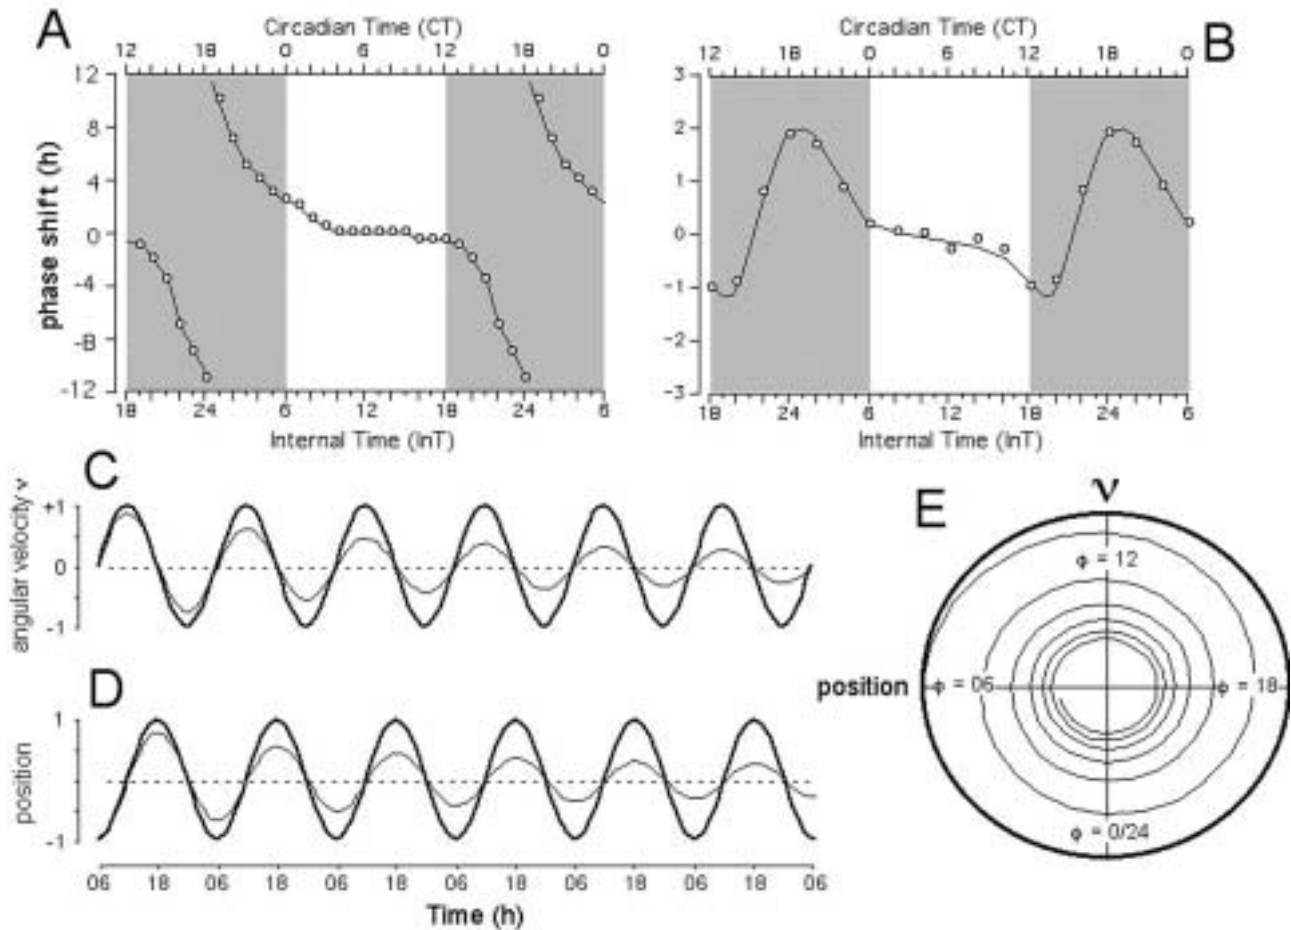 A
Circadian Time (CT)
12 18 0 6 12 18 0
phase shift (h)
12
8
4
0
-4
-8
-12
18 24 6 12 18 24 6
Internal Time (InT)
B
Circadian Time (CT)
12 18 0 6 12 18 0
3
2
1
0
-1
-2
-3
18 24 6 12 18 24 6
Internal Time (InT)
C
angular velocity ν
+1
0
-1
D
position
1
0
-1
06 18 06 18 06 18 06 18 06 18 06 18 06
Time (h)
E
ν
ϕ = 12
position
ϕ = 06
ϕ = 18
ϕ = 0/24